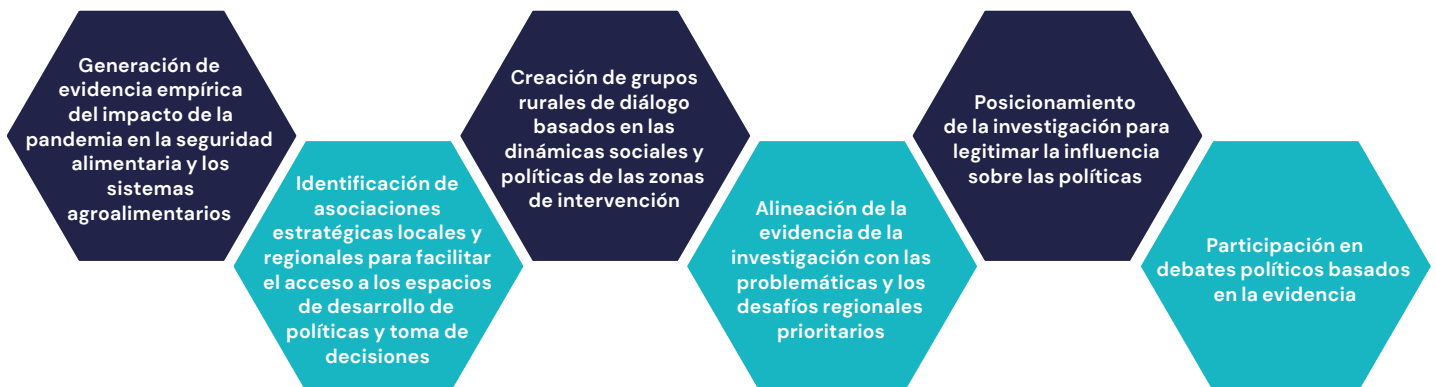 Generación de
evidencia empírica
del impacto de la
pandemia en la seguridad
alimentaria y los
sistemas
agroalimentarios
Identificación de
asociaciones
estratégicas locales y
regionales para facilitar
el acceso a los espacios
de desarrollo de
políticas y toma de
decisiones
Creación de grupos
rurales de diálogo
basados en las
dinámicas sociales y
políticas de las zonas
de intervención
Alineación de la
evidencia de la
investigación con las
problemáticas y los
desafíos regionales
prioritarios
Posicionamiento
de la investigación para
legitimar la influencia
sobre las políticas
Participación en
debates políticos basados
en la evidencia